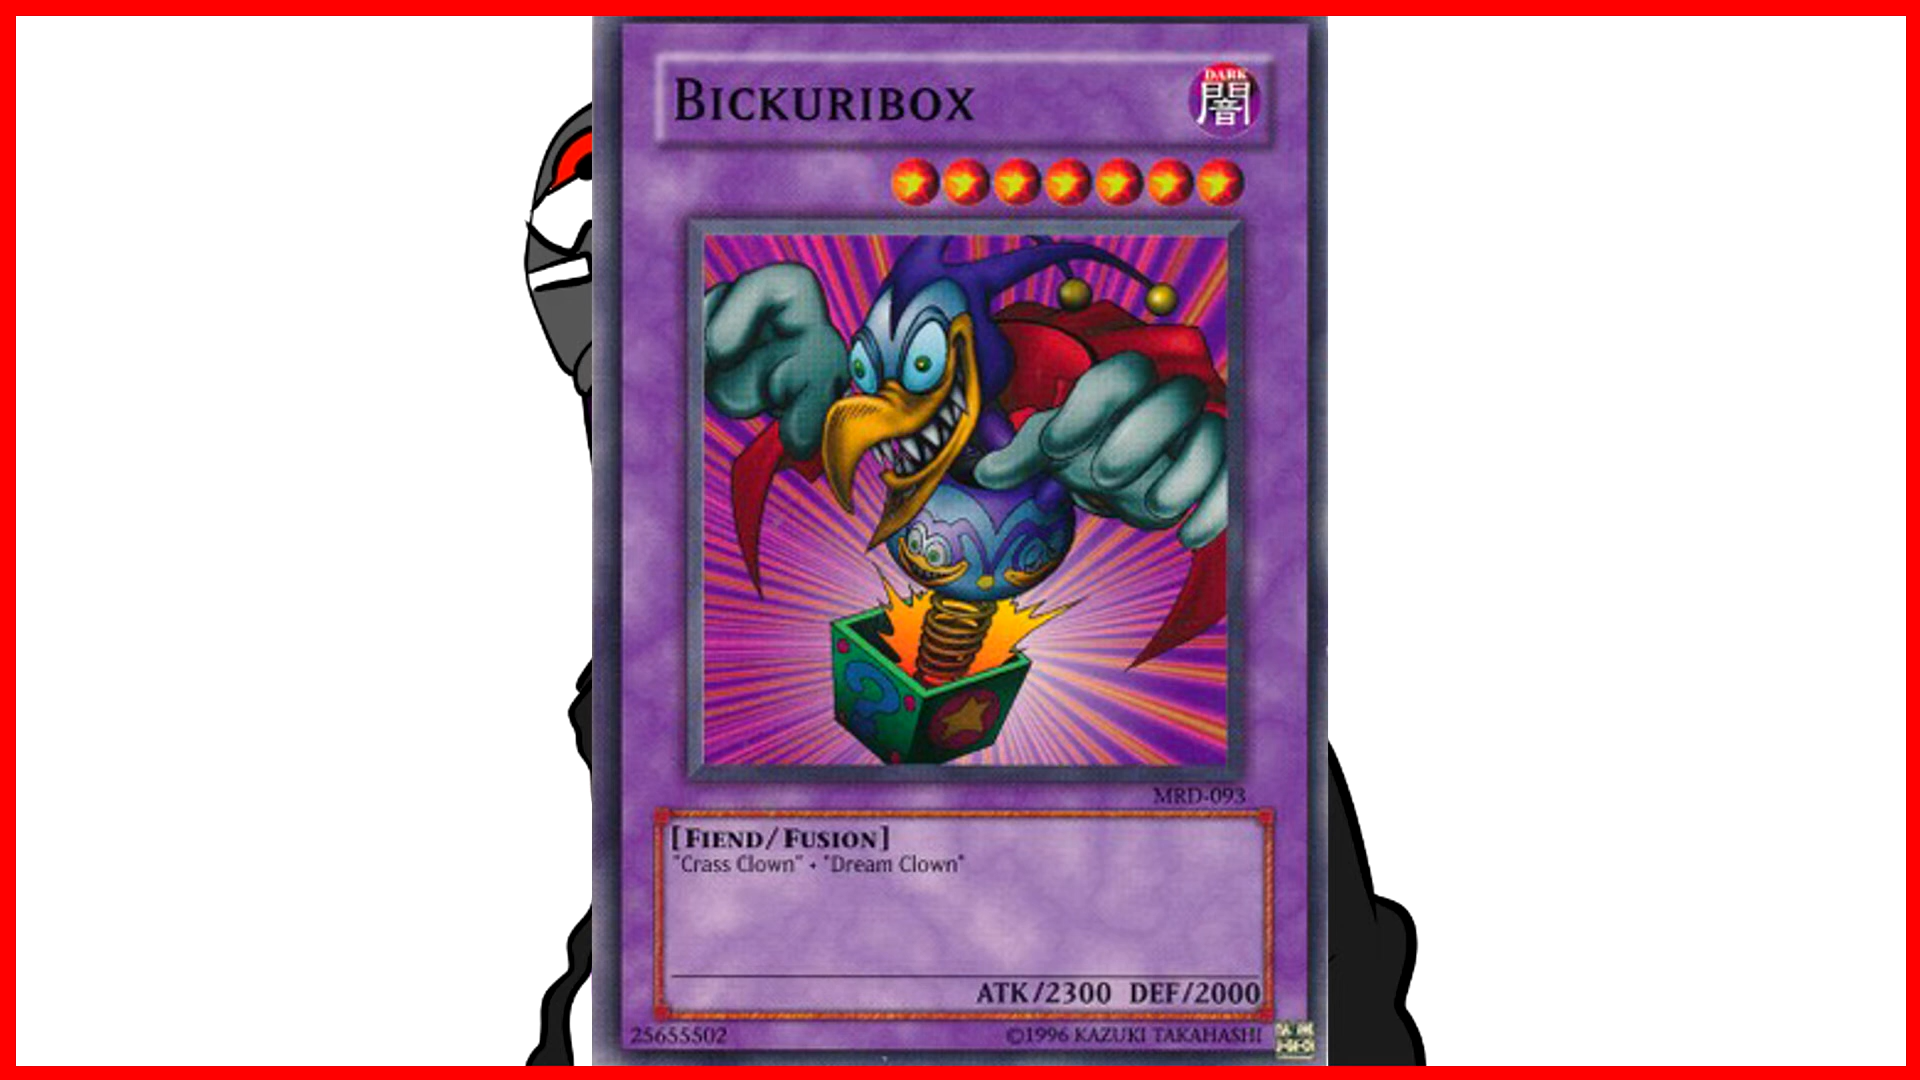 BICKURIBOX
DARK
闇
MRD-093
[FIEND/FUSION]
"Crass Clown" • "Dream Clown"
ATK/2300 DEF/2000
25655502
©1996 KAZUKI TAKAHASHI